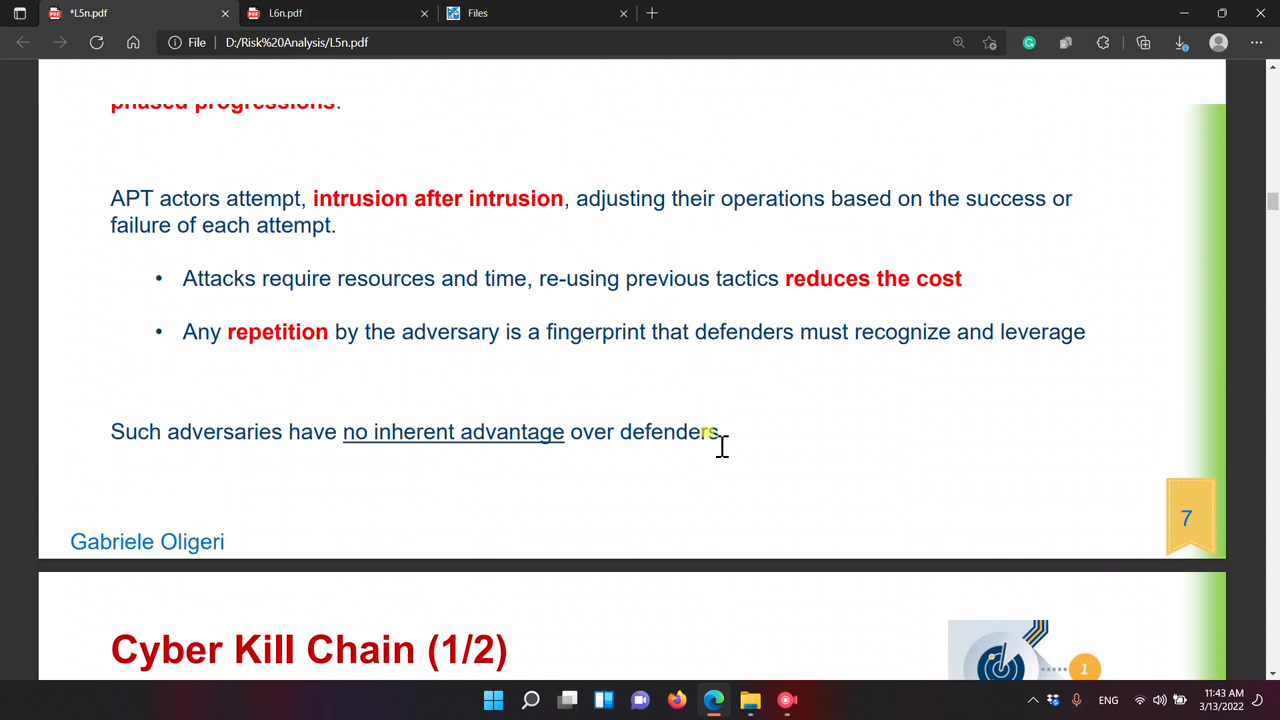 *L5n.pdf
L6n.pdf
Files
File
D:/Risk%20Analysis/L5n.pdf
phased progressions.
APT actors attempt, intrusion after intrusion, adjusting their operations based on the success or
failure of each attempt.
• Attacks require resources and time, re-using previous tactics reduces the cost
• Any repetition by the adversary is a fingerprint that defenders must recognize and leverage
Such adversaries have no inherent advantage over defenders.
7
Gabriele Oligeri
Cyber Kill Chain (1/2)
1
ENG
11:43 AM
3/13/2022